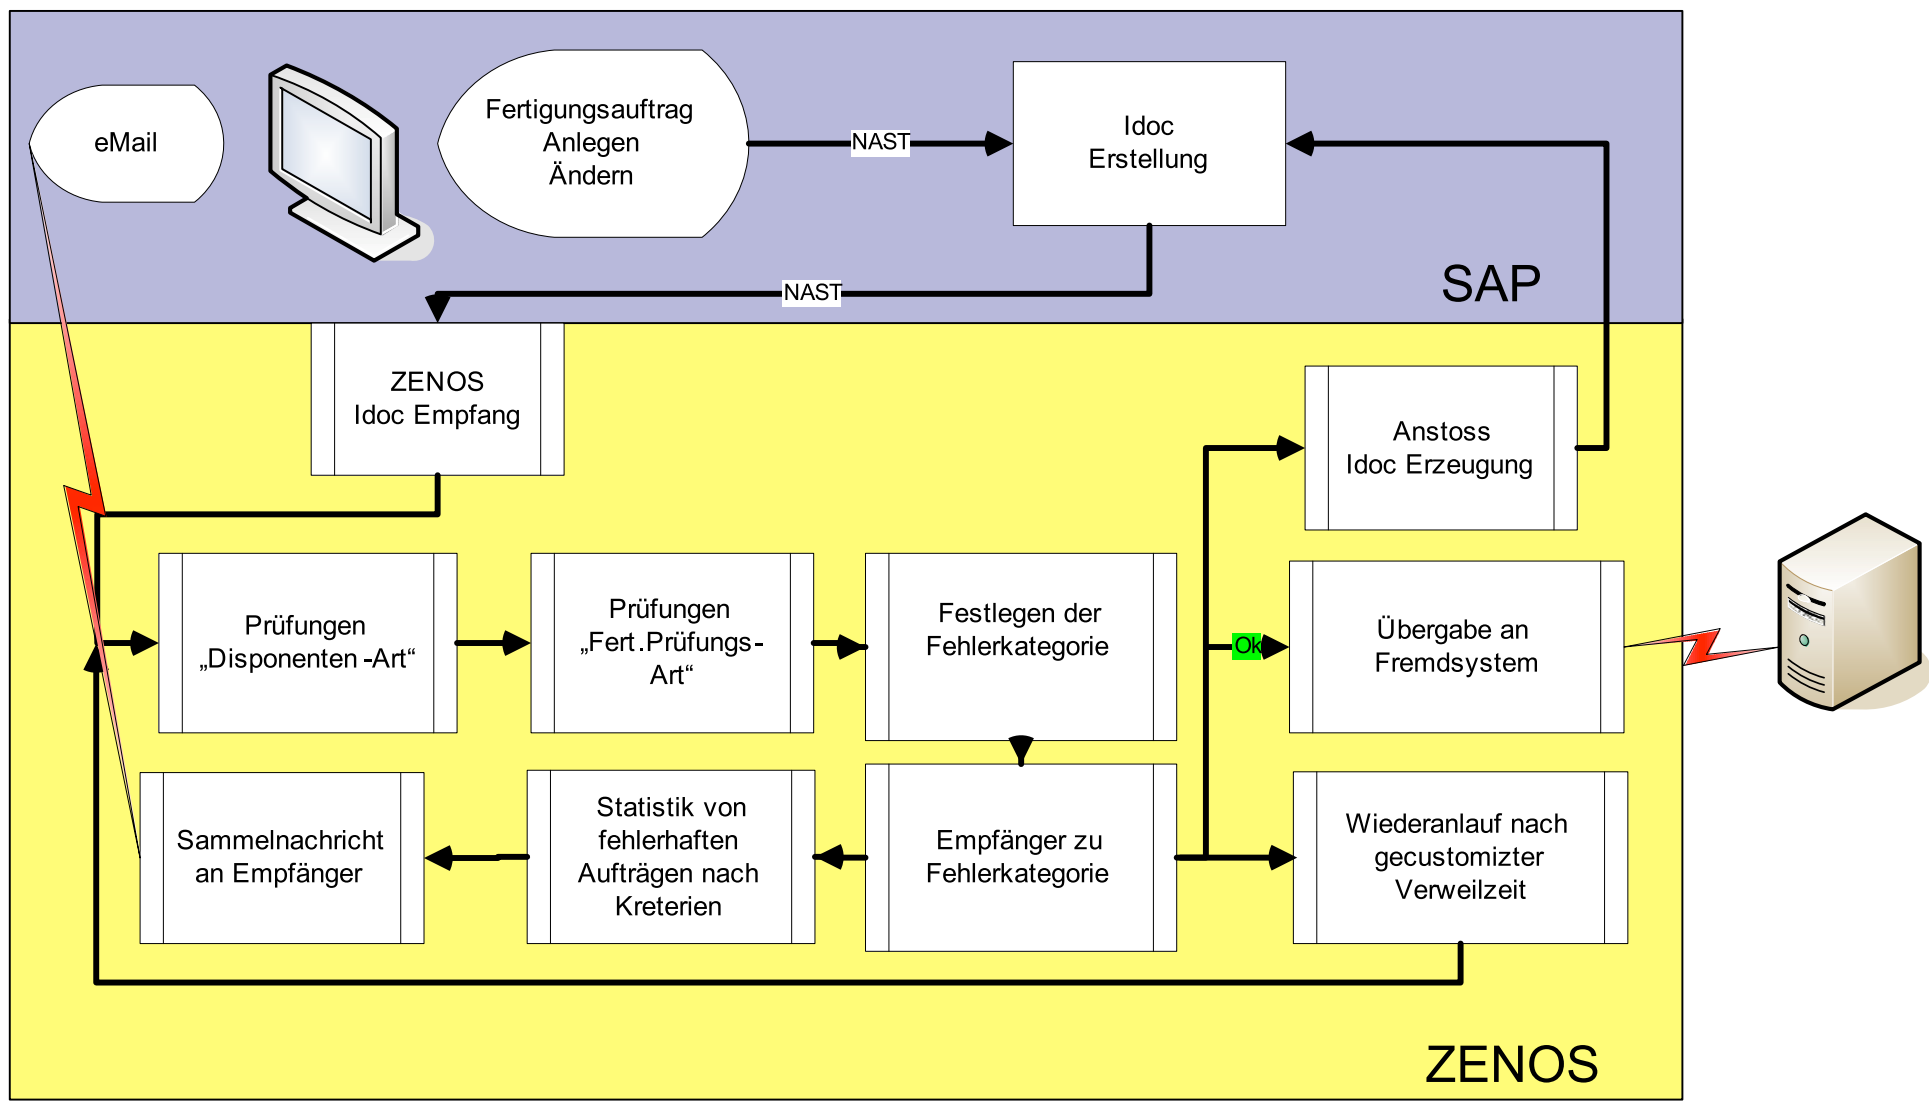 eMail
Fertigungsauftrag
Anlegen
Ändern
NAST
Idoc
Erstellung
SAP
NAST
ZENOS
Idoc Empfang
Anstoss
Idoc Erzeugung
Prüfungen
„Disponenten -Art“
Prüfungen
„Fert.Prüfungs-
Art“
Festlegen der
Fehlerkategorie
Ok
Übergabe an
Fremdsystem
Sammelnachricht
an Empfänger
Statistik von
fehlerhaften
Aufträgen nach
Kreterien
Empfänger zu
Fehlerkategorie
Wiederanlauf nach
gecustomizter
Verweilzeit
ZENOS